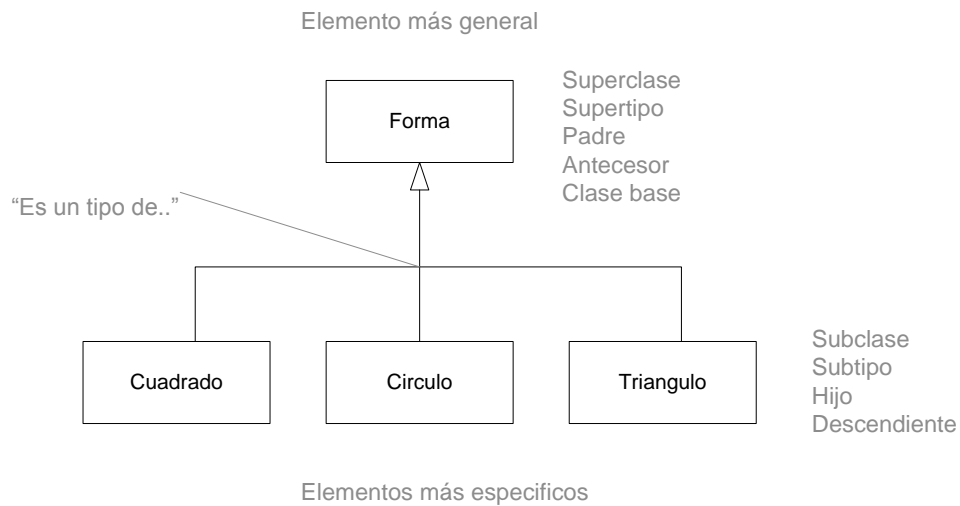 Elemento más general
Forma
Superclase
Supertipo
Padre
Antecesor
Clase base
“Es un tipo de..”
Cuadrado
Circulo
Triangulo
Subclase
Subtipo
Hijo
Descendiente
Elementos más especificos